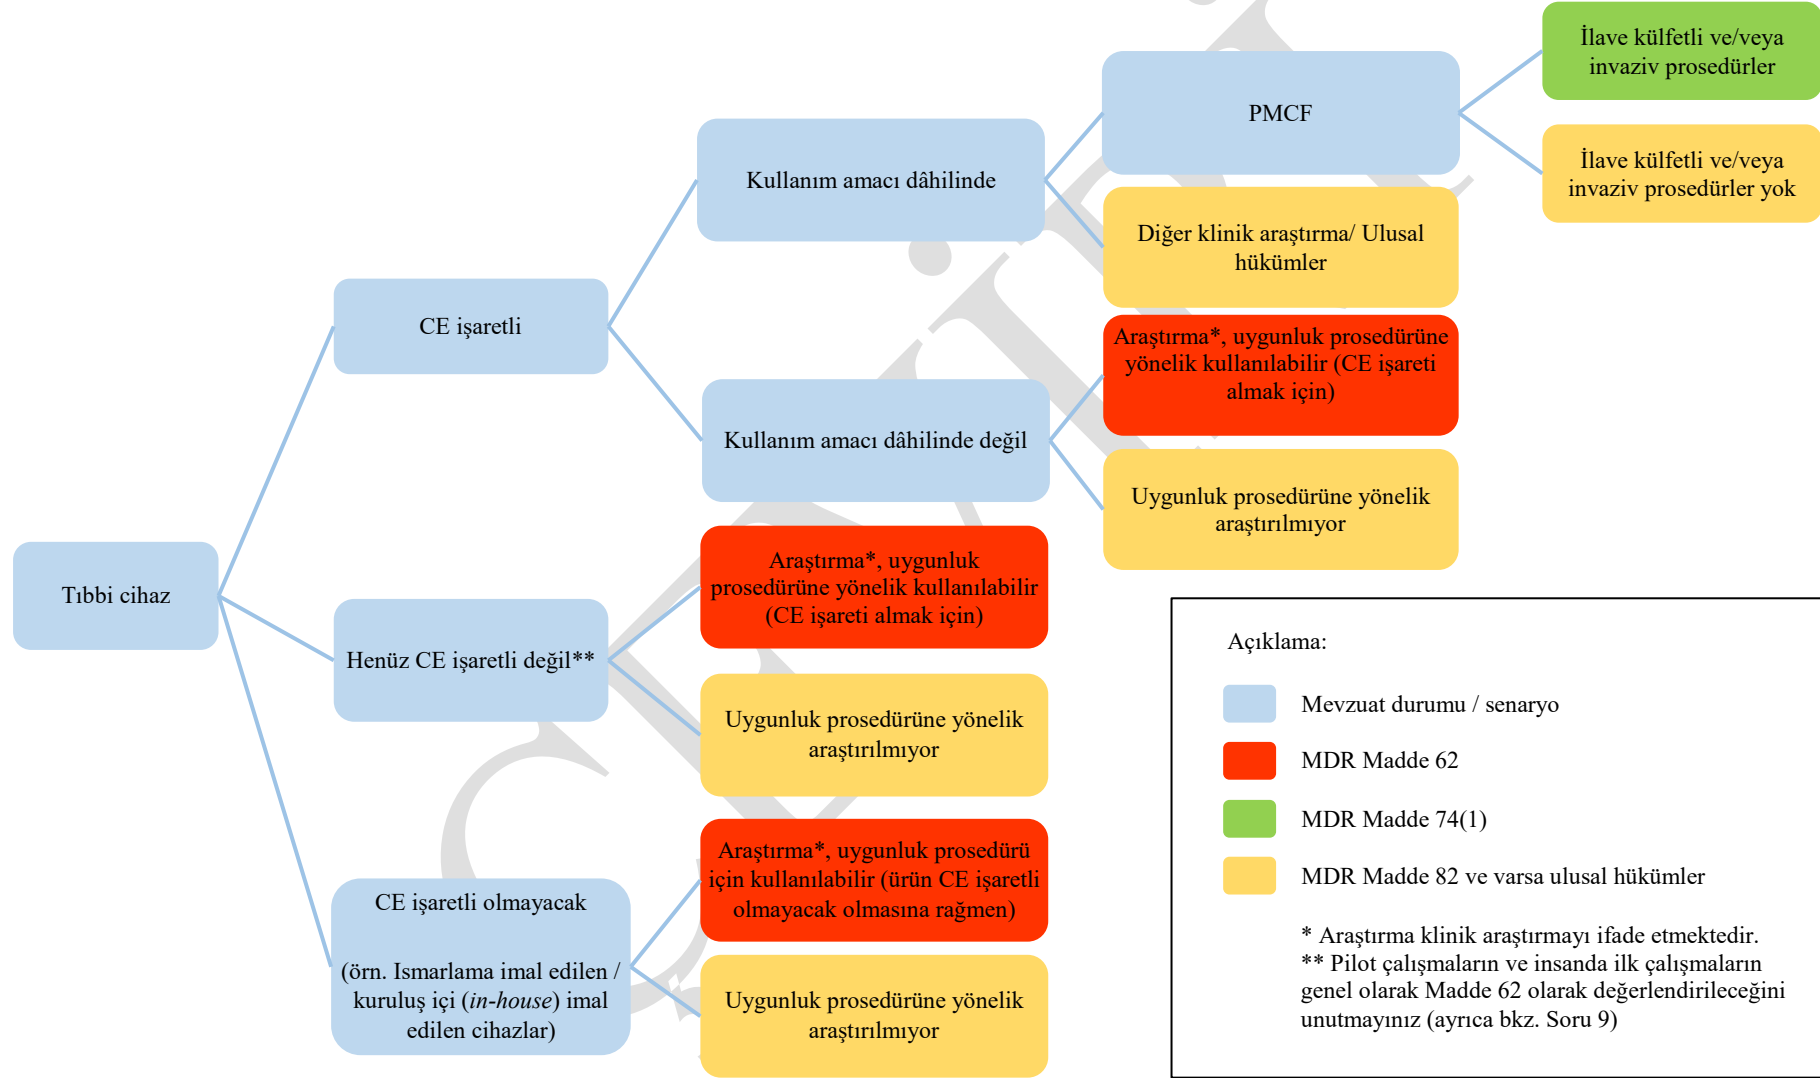 İlave külfetli ve/veya
invaziv prosedürler
PMCF
İlave külfetli ve/veya
invaziv prosedürler yok
Kullanım amacı dâhilinde
Diğer klinik araştırma/ Ulusal
hükümler
CE işaretli
Araştırma*, uygunluk prosedürüne
yönelik kullanılabilir (CE işareti
almak için)
Kullanım amacı dâhilinde değil
Uygunluk prosedürüne yönelik
araştırılmıyor
Tıbbi cihaz
Araştırma*, uygunluk
prosedürüne yönelik kullanılabilir
(CE işareti almak için)
Henüz CE işaretli değil**
Uygunluk prosedürüne yönelik
araştırılmıyor
Araştırma*, uygunluk prosedürü
için kullanılabilir (ürün CE işaretli
olmayacak olmasına rağmen)
CE işaretli olmayacak
(örn. Ismarlama imal edilen /
kuruluş içi (in-house) imal
edilen cihazlar)
Uygunluk prosedürüne yönelik
araştırılmıyor
Açıklama:
Mevzuat durumu / senaryo
MDR Madde 62
MDR Madde 74(1)
MDR Madde 82 ve varsa ulusal hükümler
* Araştırma klinik araştırmayı ifade etmektedir.
** Pilot çalışmaların ve insanda ilk çalışmaların
genel olarak Madde 62 olarak değerlendirileceğini
unutmayınız (ayrıca bkz. Soru 9)